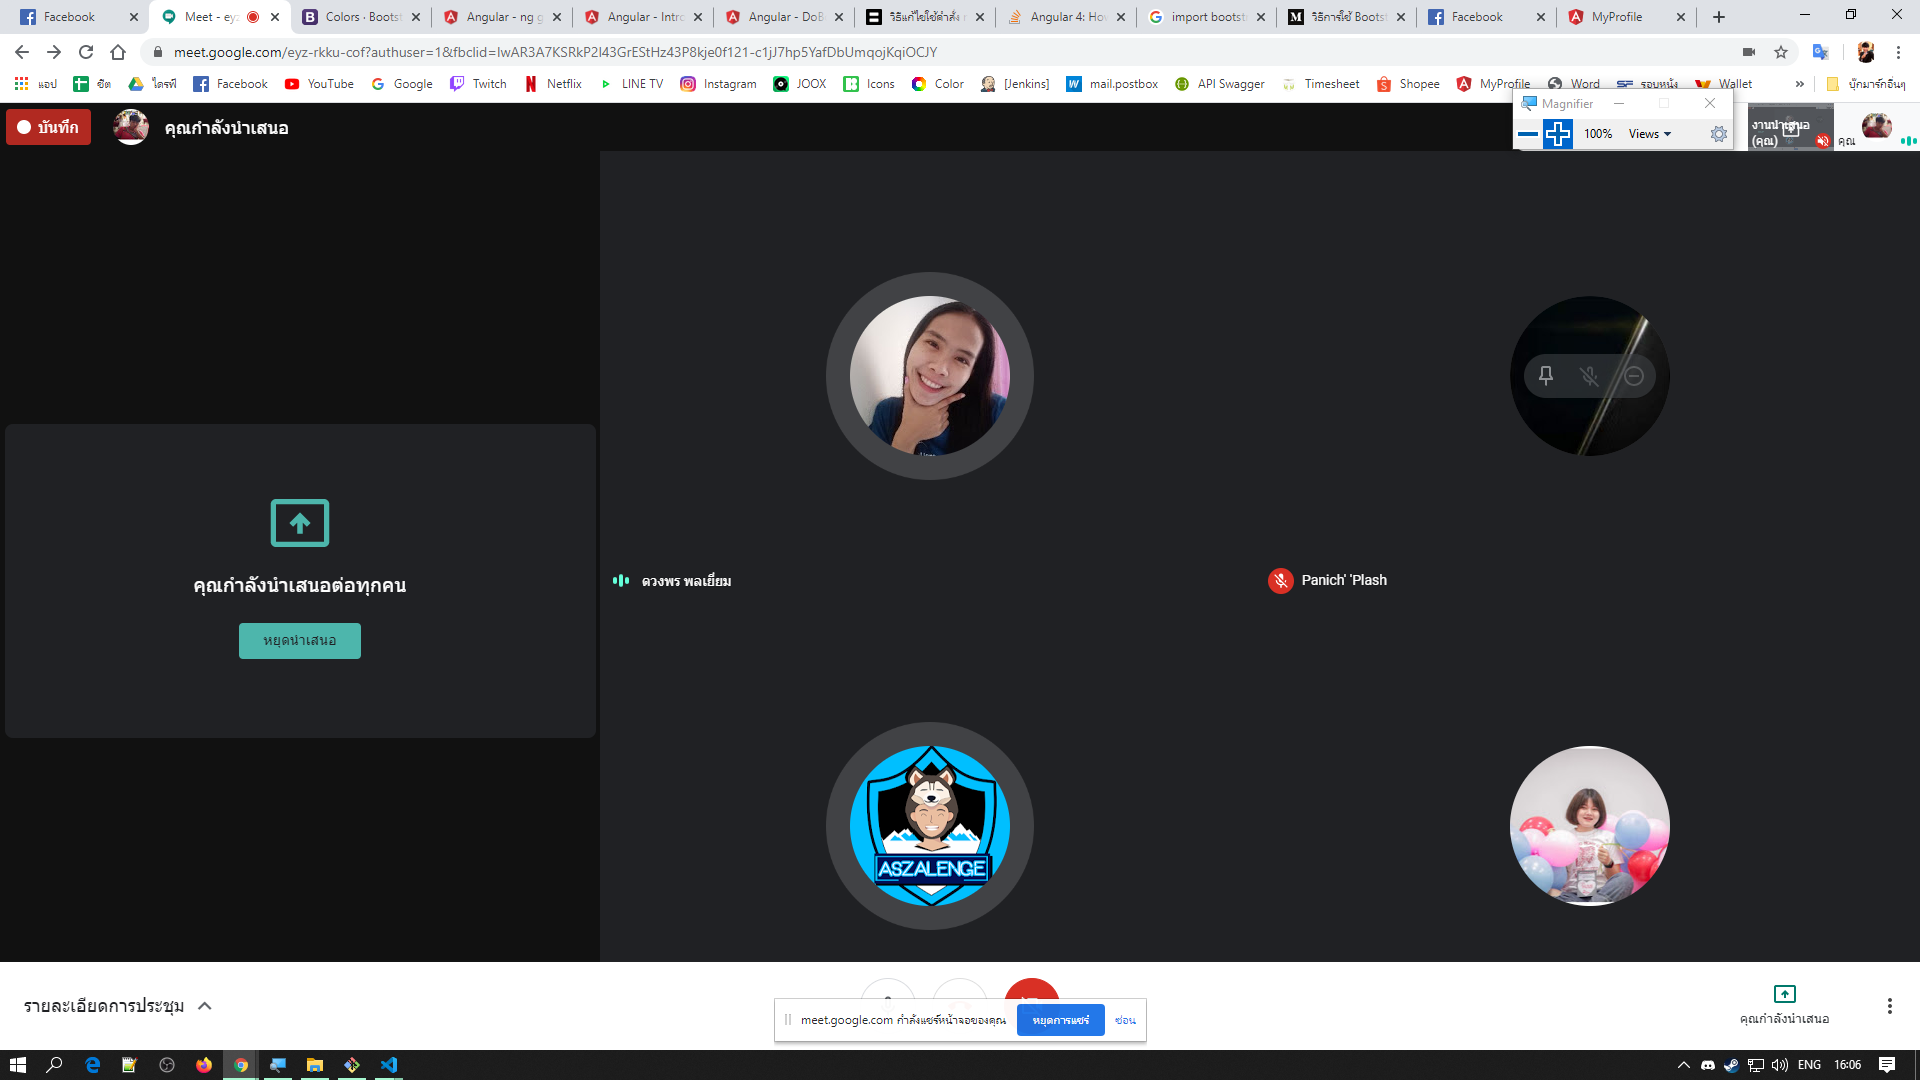 Facebook
Meet - ey
Colors · Boots
Angular - ng g
Angular - Intro
Angular - DoB
วิธีแก้ไขใช้คำสั่ง
Angular 4: Ho
import bootst
วิธีการใช้ Boots
Facebook
MyProfile
meet.google.com/eyz-rkku-cof?authuser=1&fbclid=IwAR3A7KSRkP2I43GrEStHz43P8kje0f121-c1jJ7hp5YafDbUmqojKqiOCJY
แอป
ชีต
ไดรฟ์
Facebook
YouTube
Google
Twitch
Netflix
LINE TV
Instagram
JOOX
Icons
Color
[Jenkins]
mail.postbox
API Swagger
Timesheet
Shopee
MyProfile
Word
รอบหนัง
Wallet
»
บุ๊กมาร์กอื่นๆ
บันทึก
คุณกำลังนำเสนอ
Magnifier
100%
Views
งานนำเสนอ
(คุณ)
คุณ
คุณกำลังนำเสนอต่อทุกคน
หยุดนำเสนอ
ดวงพร พลเยี่ยม
Panich' 'Plash
ASZALENGE
รายละเอียดการประชุม
meet.google.com กำลังแชร์หน้าจอของคุณ
หยุดการแชร์
ซ่อน
คุณกำลังนำเสนอ
ENG
16:06